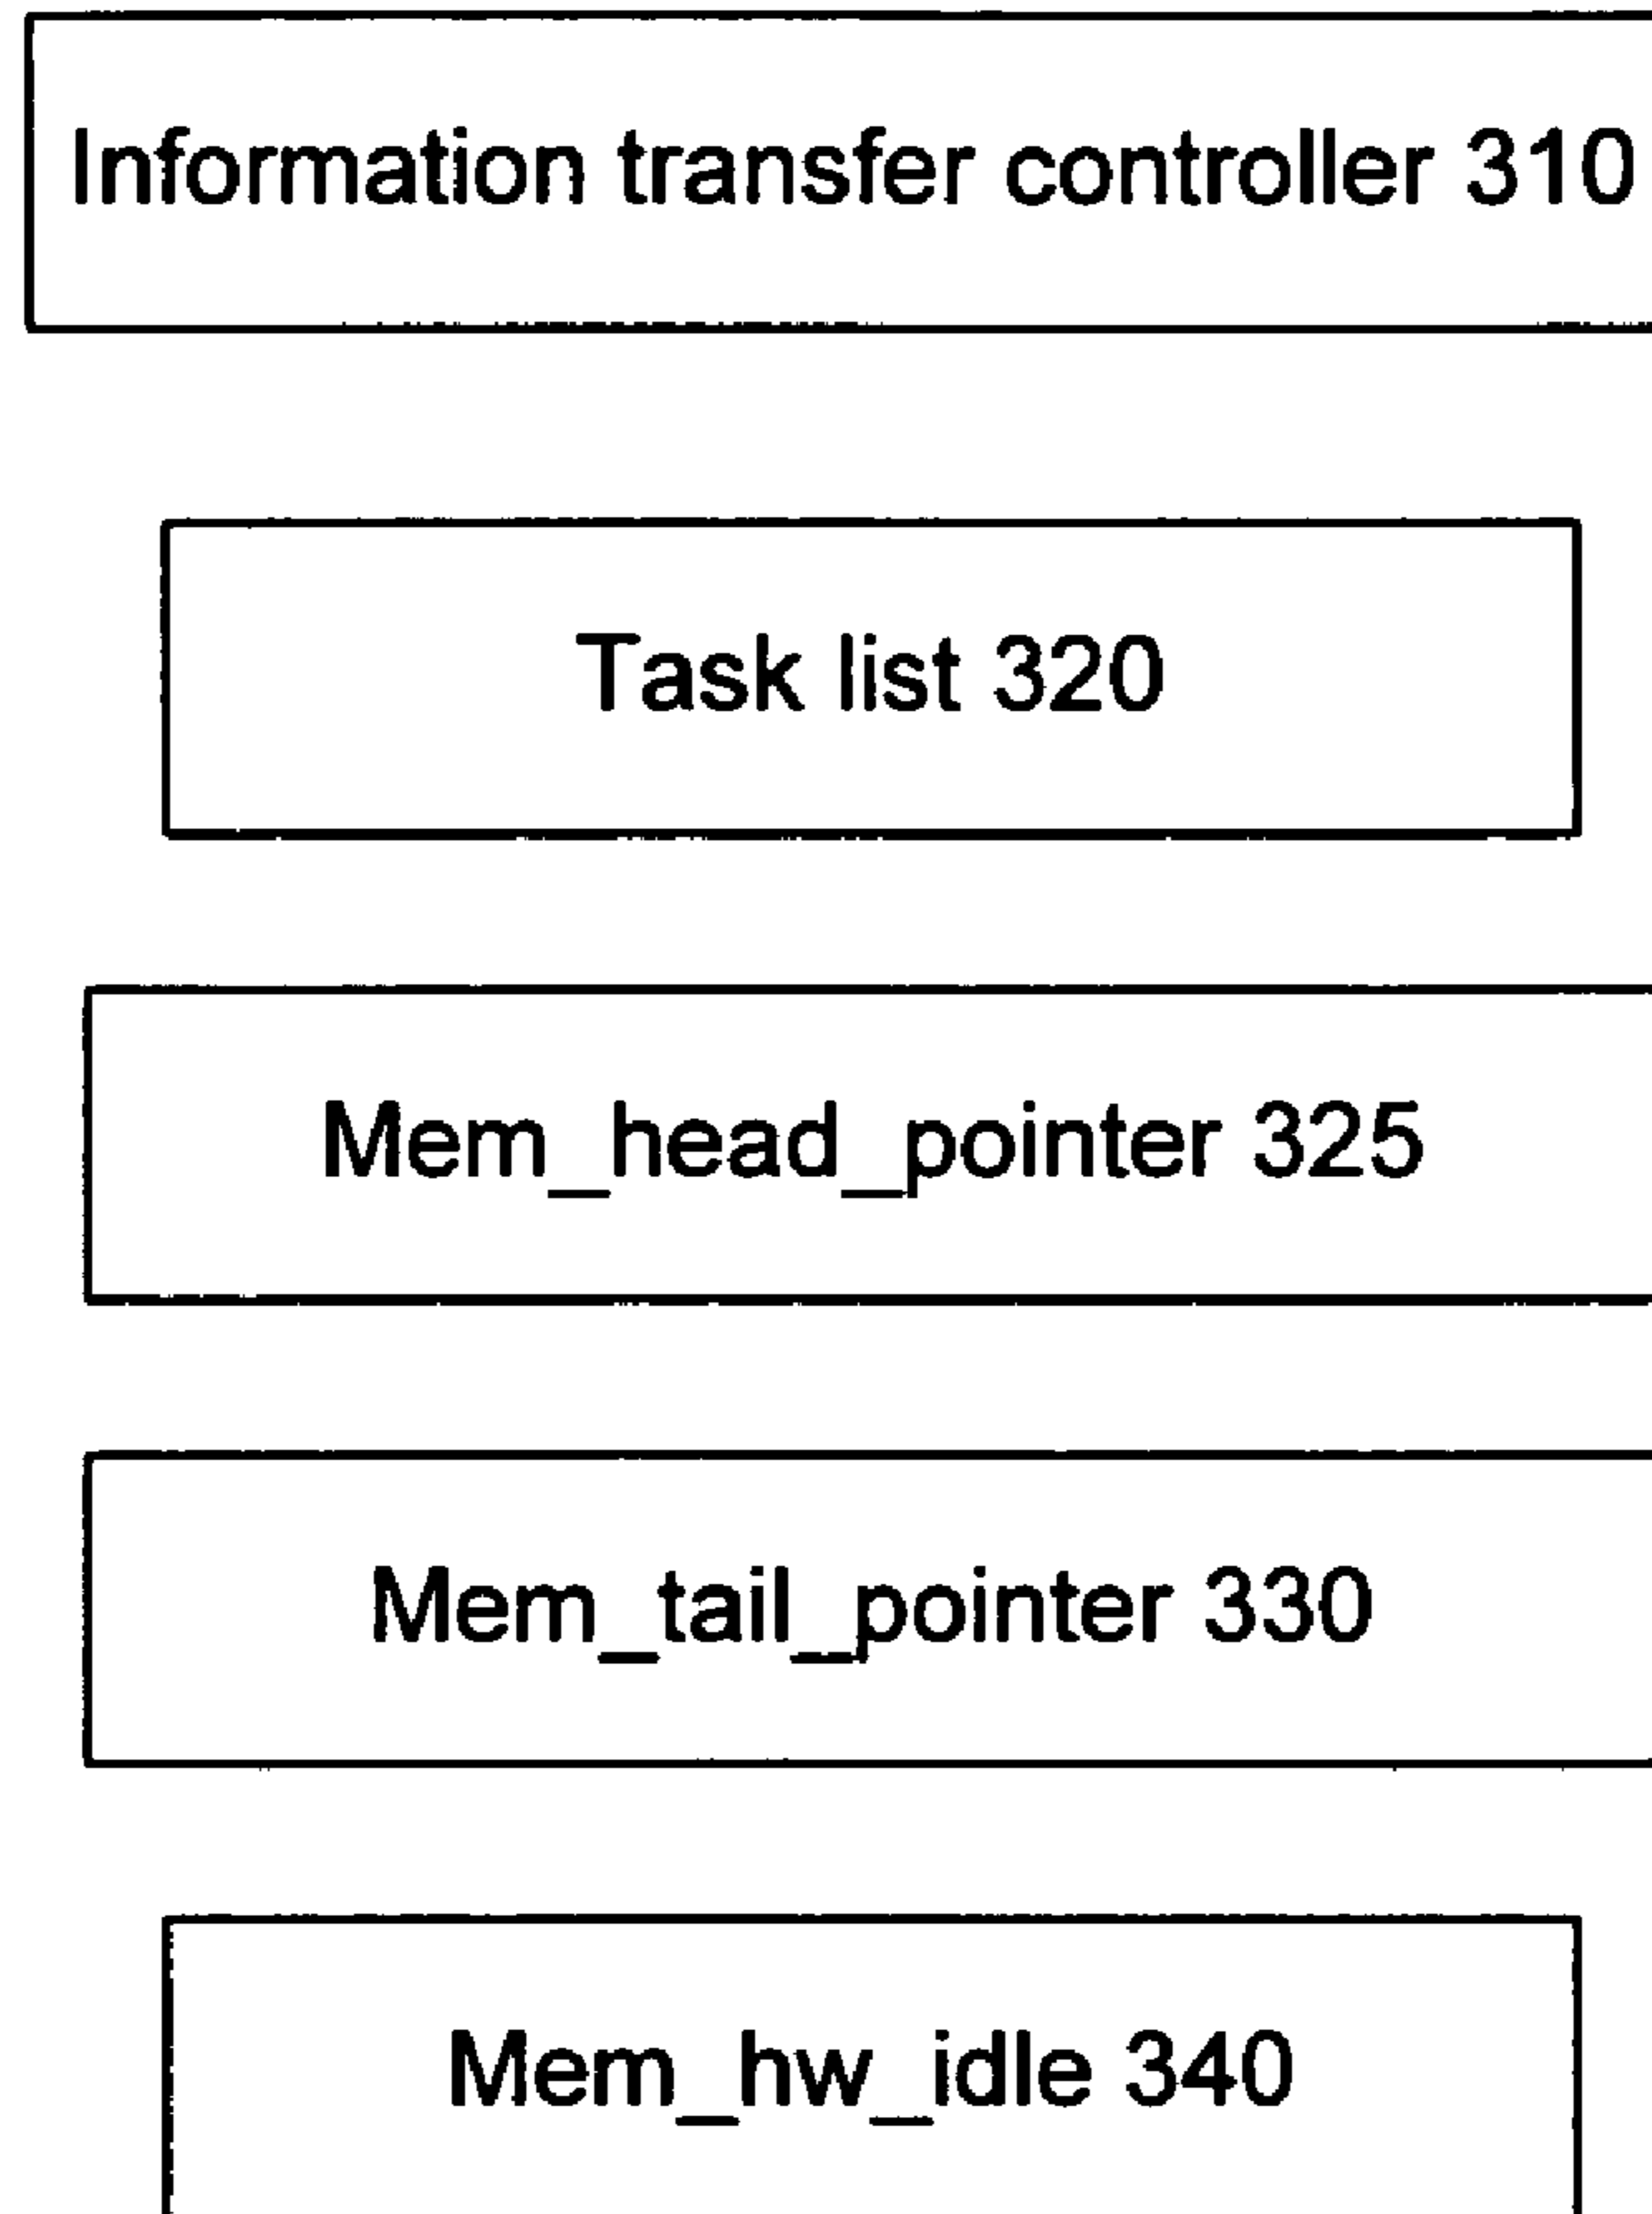 Information transfer controller 310
Task list 320
Mem_head_pointer 325
Mem_tail_pointer 330
Mem_hw_idle 340